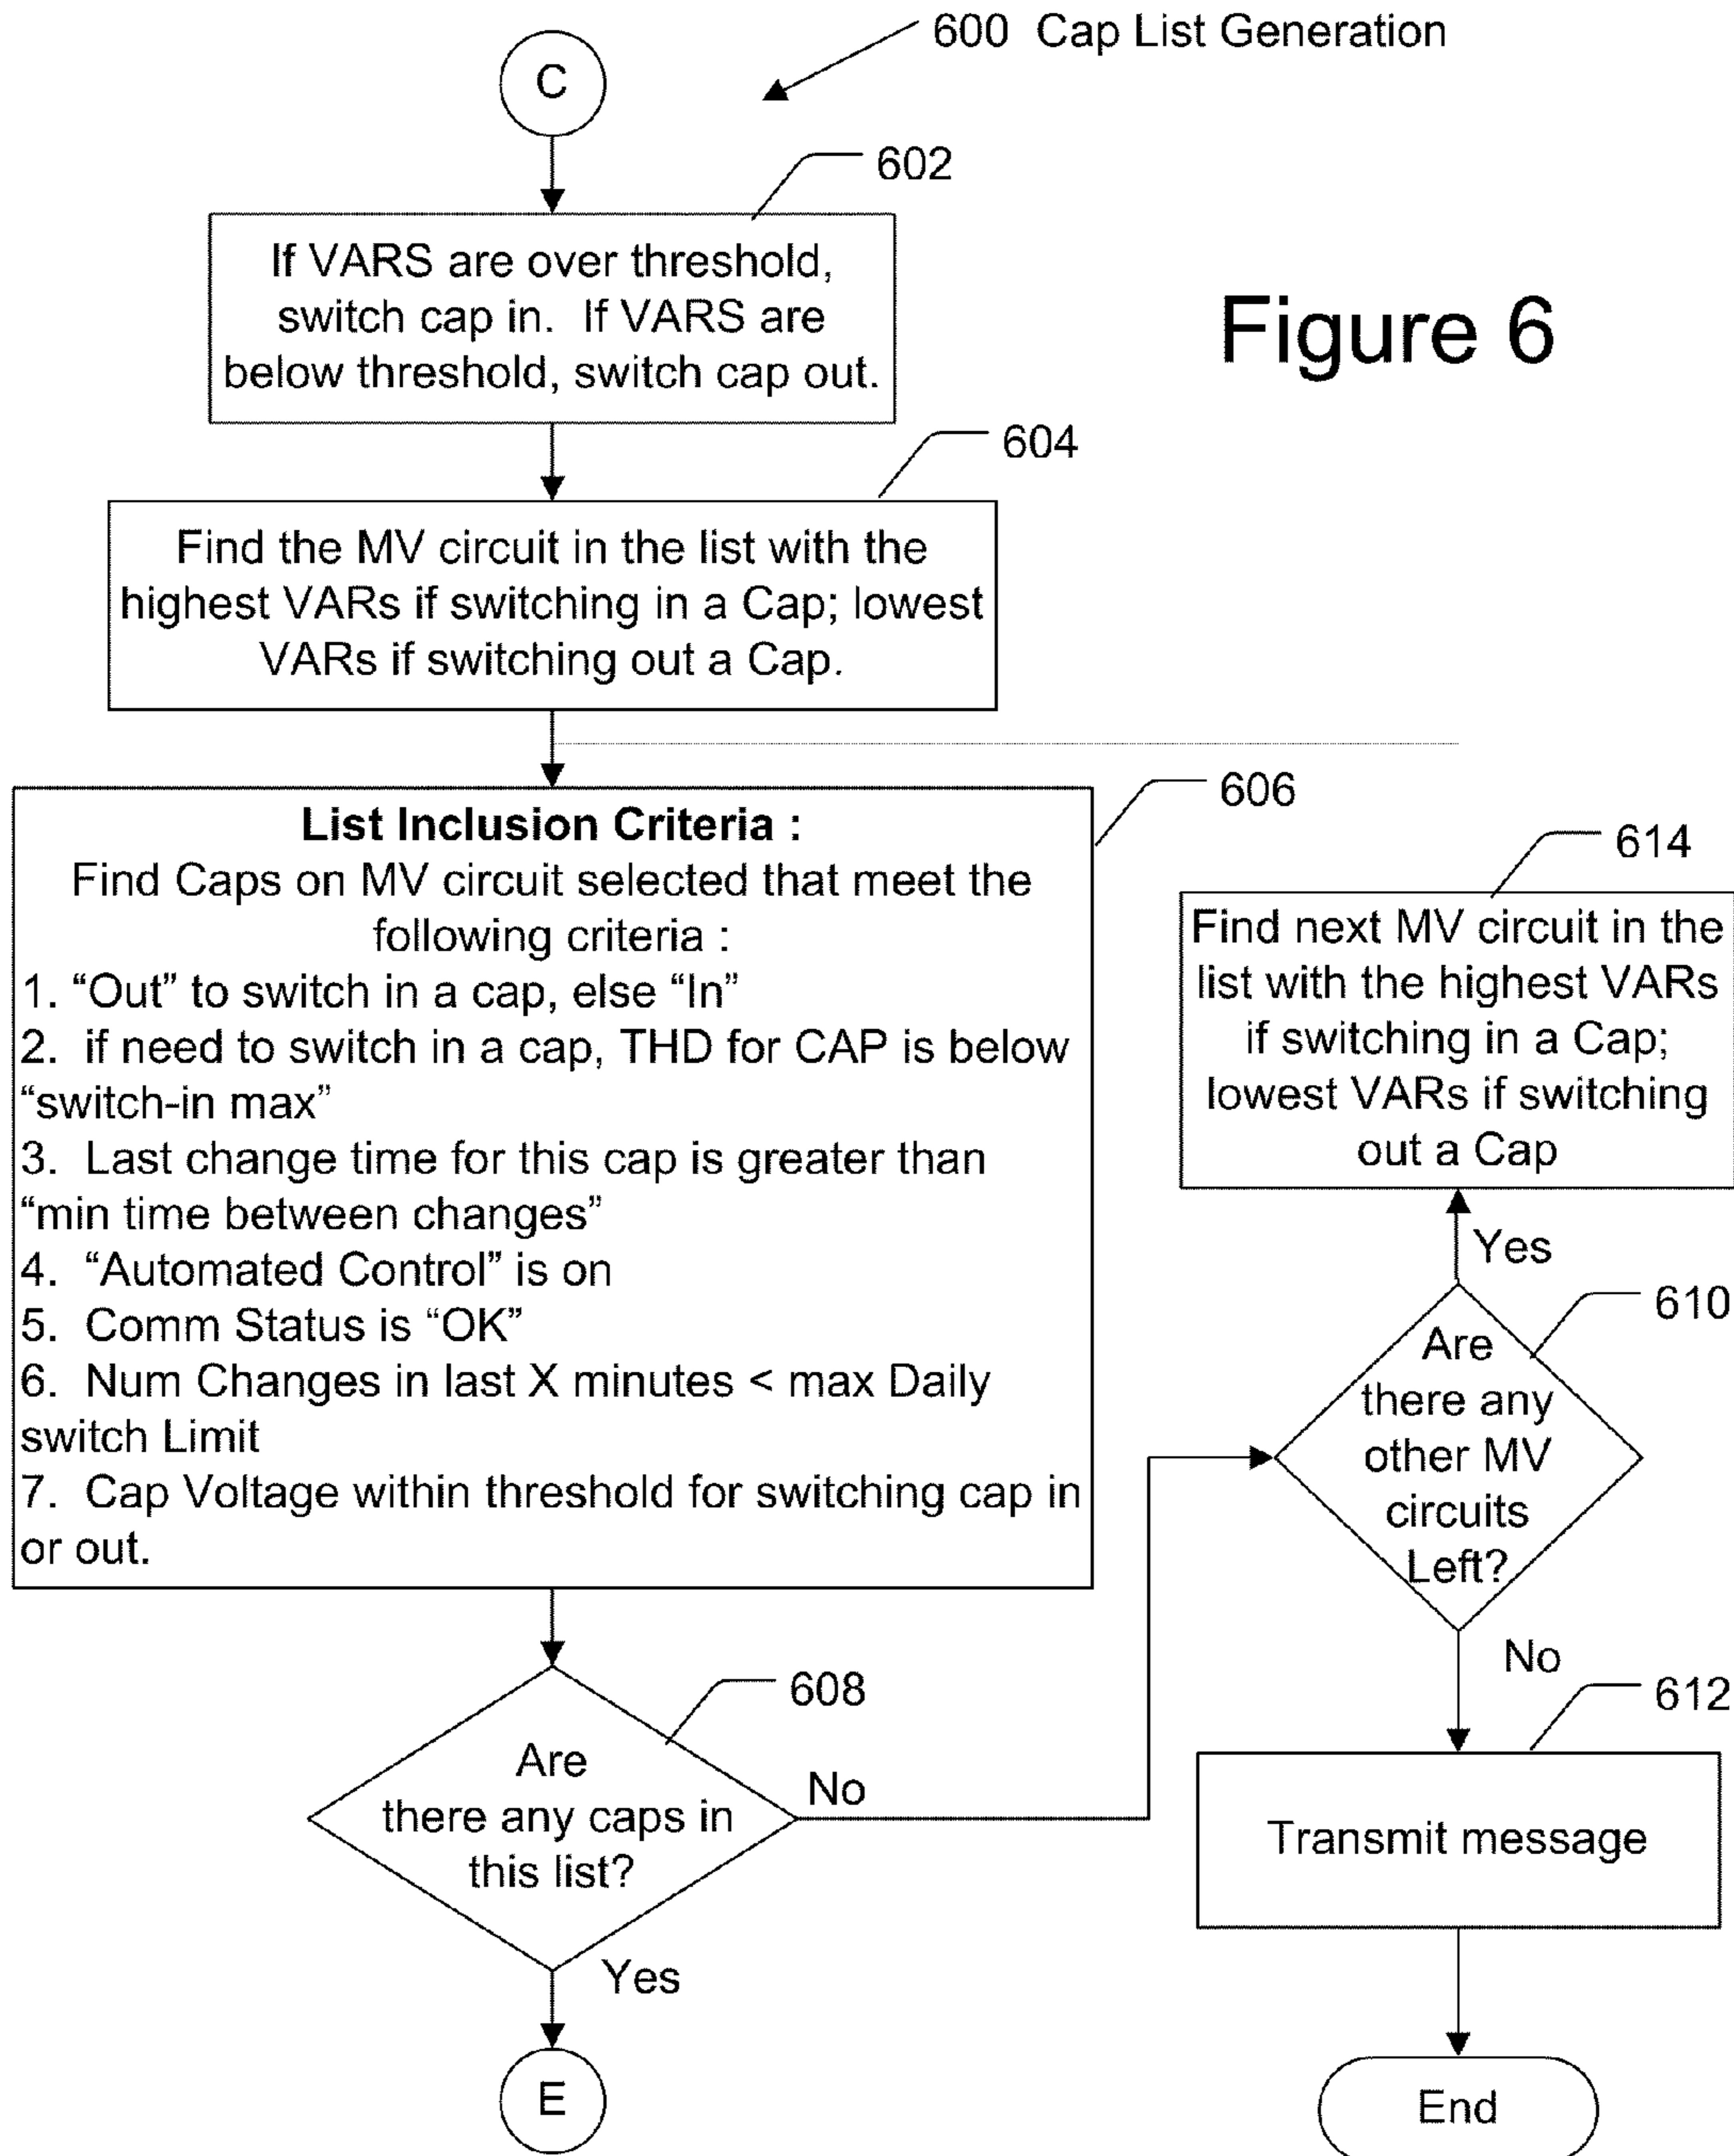 600 Cap List Generation
C
602
If VARS are over threshold,
switch cap in. If VARS are
below threshold, switch cap out.
Figure 6
604
Find the MV circuit in the list with the
highest VARs if switching in a Cap; lowest
VARs if switching out a Cap.
606
List Inclusion Criteria :
Find Caps on MV circuit selected that meet the
following criteria :
1. “Out” to switch in a cap, else “In”
2. if need to switch in a cap, THD for CAP is below
“switch-in max”
3. Last change time for this cap is greater than
“min time between changes”
4. “Automated Control” is on
5. Comm Status is “OK”
6. Num Changes in last X minutes < max Daily
switch Limit
7. Cap Voltage within threshold for switching cap in
or out.
614
Find next MV circuit in the
list with the highest VARs
if switching in a Cap;
lowest VARs if switching
out a Cap
Yes
610
Are
there any
other MV
circuits
Left?
No
608
Are
there any caps in
this list?
No
Yes
E
612
Transmit message
End